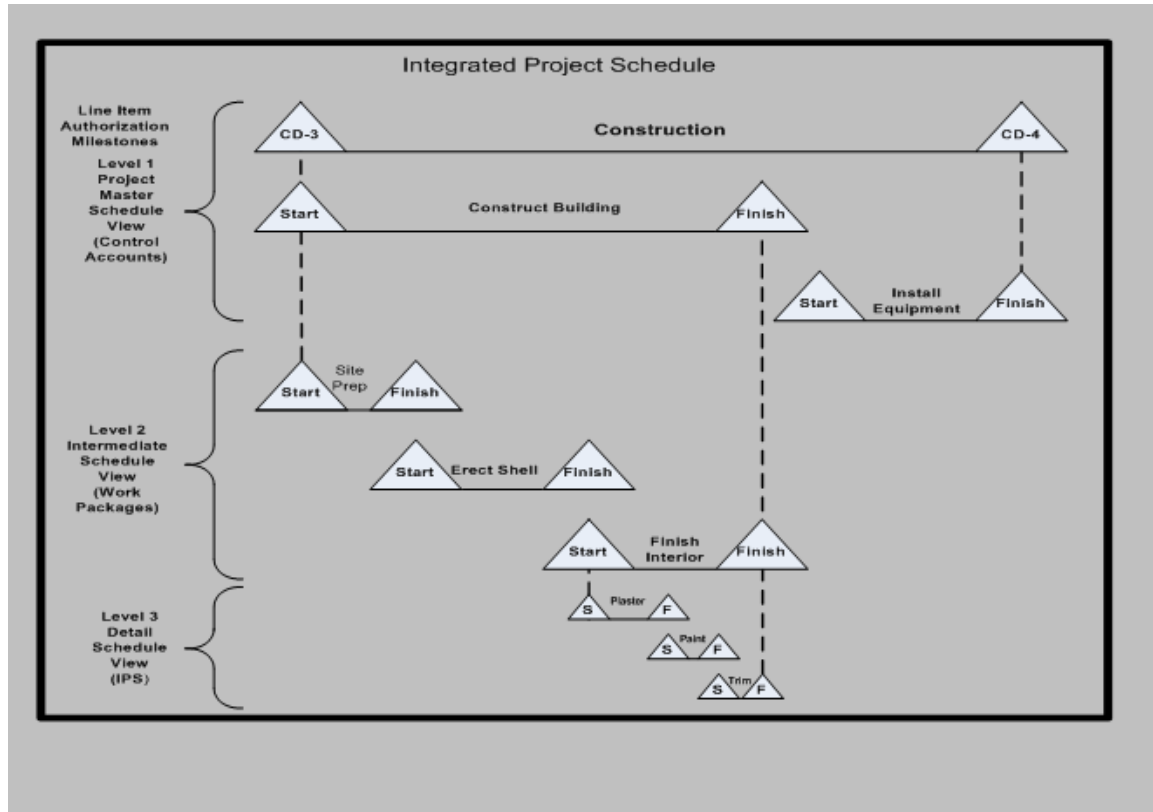 Integrated Project Schedule
Line Item
Authorization
Milestones
CD-3
Construction
CD-4
Level 1
Project
Master
Schedule
View
(Control
Accounts)
Start
Construct Building
Finish
Start
Install
Equipment
Finish
Level 2
Intermediate
Schedule
View
(Work
Packages)
Start
Site
Prep
Finish
Start
Erect Shell
Finish
Start
Finish
Interior
Finish
Level 3
Detail
Schedule
View
(IPS)
S
Plaster
F
S
Paint
F
S
Trim
F